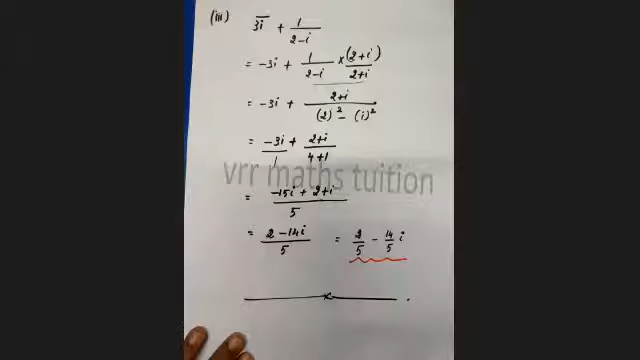 (iii) 3i̅ + 1/(2-i)
= -3i + 1/(2-i) × (2+i)/(2+i)
= -3i + (2+i)/((2)² - (i)²)
= -3i/1 + (2+i)/(4+1)
vrr maths tuition
= (-15i + 2+i)/5
= (2-14i)/5 = 2/5 - 14/5 i